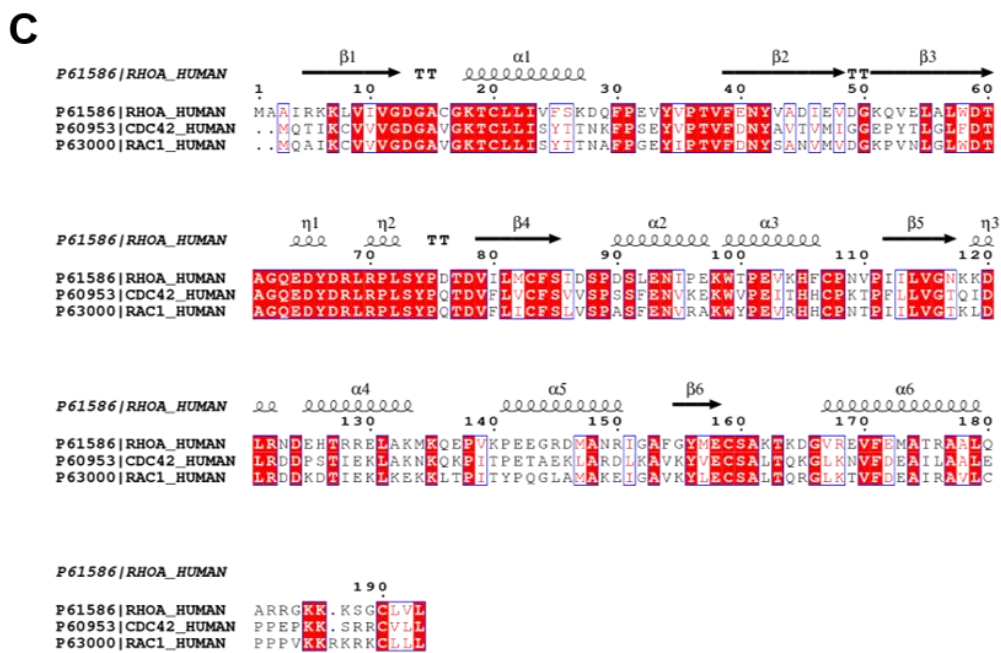 C
β1 α1 β2 β3
P61586|RHOA_HUMAN TT TT
1 10 20 30 40 50 60
P61586|RHOA_HUMAN MAAIRKKLVIVGDGACGKTCLLIVFSKDQFPEVYVPTVFENYVADIEVDGKQVELALWDT
P60953|CDC42_HUMAN ..MQTIKCVVVGDGAVGKTCLLISYTTNKFPSEYVPTVFDNYAVTVMIGGEPYTLGLFDT
P63000|RAC1_HUMAN ..MQAIKCVVVGDGAVGKTCLLISYTTNAFPGEYIPTVFDNYSANVMVDGKPVNLGLWDT
η1 η2 β4 α2 α3 β5 η3
P61586|RHOA_HUMAN TT
70 80 90 100 110 120
P61586|RHOA_HUMAN AGQEDYDRLRPLSYPDTDVILMCFSIDSPDSLENIPEKWTPEVKHFCPNVPIILVGNKKD
P60953|CDC42_HUMAN AGQEDYDRLRPLSYPQTDVFLVCFSVVSPSSFENVKEKWVPEITHHCPKTPFLLVGTQID
P63000|RAC1_HUMAN AGQEDYDRLRPLSYPQTDVFLICFSLVSPASFENVRAKWYPEVRHHCPNTPIILVGTKLD
α4 α5 β6 α6
P61586|RHOA_HUMAN
130 140 150 160 170 180
P61586|RHOA_HUMAN LRNDEHTRRELAKMKQEPVKPEEGRDMANRIGAFGYMECSAKTKDGVREVFEMATRAALQ
P60953|CDC42_HUMAN LRDDPSTIEKLAKNKQKPITPETAEKLARDLKAVKYVECSALTQKGLKNVFDEAILAALE
P63000|RAC1_HUMAN LRDDKDTIEKLKEKKLTPITYPQGLAMAKEIGAVKYLECSALTQRGLKTVFDEAIRAVLC
P61586|RHOA_HUMAN
190
P61586|RHOA_HUMAN ARRGKK.KSGCLVL
P60953|CDC42_HUMAN PPEPKK.SRRCVLL
P63000|RAC1_HUMAN PPPVKKRKRKCLLL